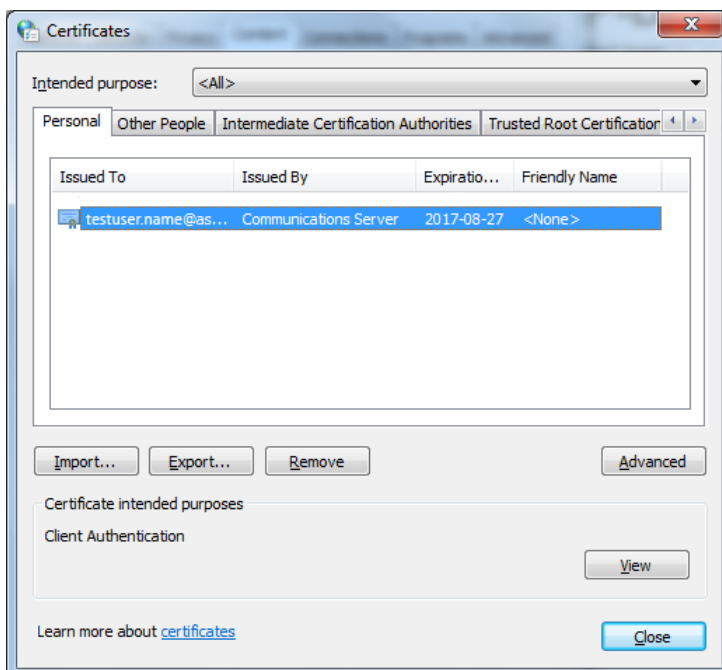 Certificates
Intended purpose: <All>
Personal Other People Intermediate Certification Authorities Trusted Root Certification
Issued To Issued By Expiratio... Friendly Name
testuser.name@as... Communications Server 2017-08-27 <None>
Import... Export... Remove Advanced
Certificate intended purposes
Client Authentication
View
Learn more about certificates
Close